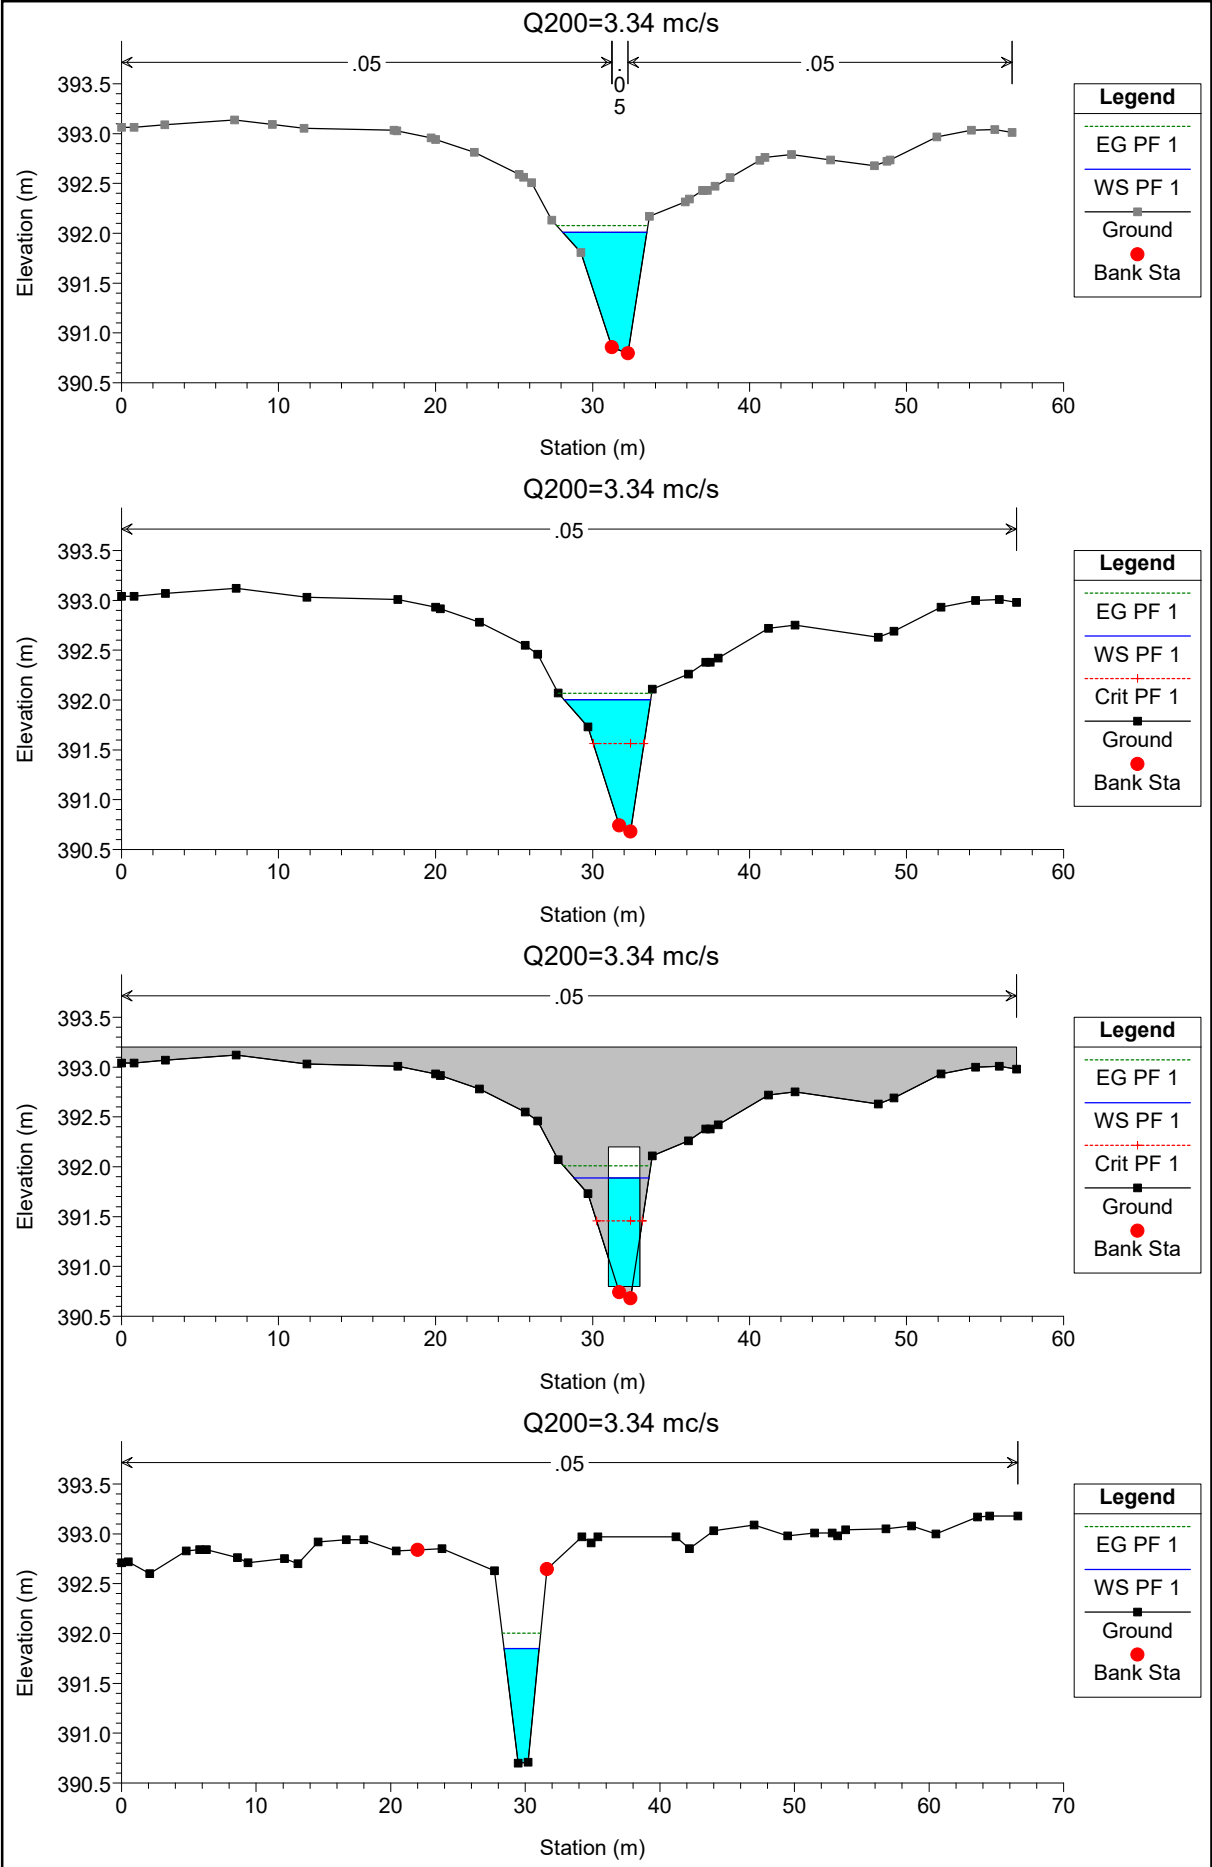 Q200=3.34 mc/s
.05
.05
.05
Elevation (m)
393.5
393.0
392.5
392.0
391.5
391.0
390.5
0 10 20 30 40 50 60
Station (m)
Legend
EG PF 1
WS PF 1
Ground
Bank Sta
Q200=3.34 mc/s
.05
Elevation (m)
393.5
393.0
392.5
392.0
391.5
391.0
390.5
0 10 20 30 40 50 60
Station (m)
Legend
EG PF 1
WS PF 1
Crit PF 1
Ground
Bank Sta
Q200=3.34 mc/s
.05
Elevation (m)
393.5
393.0
392.5
392.0
391.5
391.0
390.5
0 10 20 30 40 50 60
Station (m)
Legend
EG PF 1
WS PF 1
Crit PF 1
Ground
Bank Sta
Q200=3.34 mc/s
.05
Elevation (m)
393.5
393.0
392.5
392.0
391.5
391.0
390.5
0 10 20 30 40 50 60 70
Station (m)
Legend
EG PF 1
WS PF 1
Ground
Bank Sta